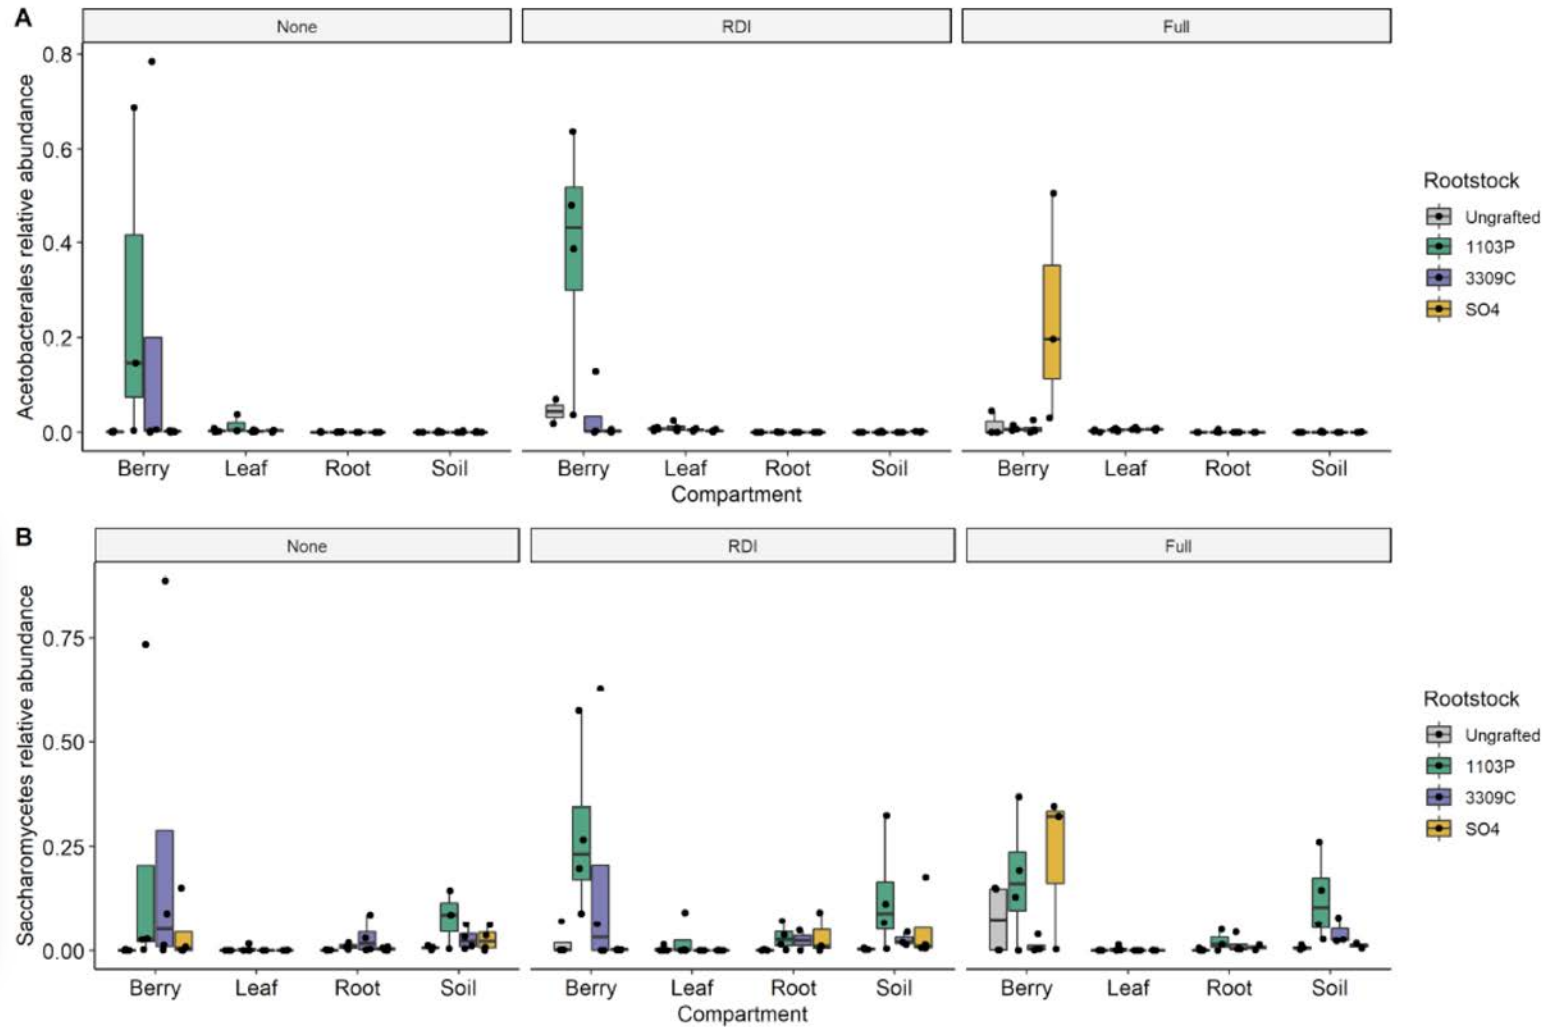 A
None
RDI
Full
Acetobacterales relative abundance
0.8
0.6
0.4
0.2
0.0
Berry Leaf Root Soil
Berry Leaf Root Soil
Berry Leaf Root Soil
Compartment
Rootstock
Ungrafted
1103P
3309C
SO4
B
None
RDI
Full
Saccharomycetes relative abundance
0.75
0.50
0.25
0.00
Berry Leaf Root Soil
Berry Leaf Root Soil
Berry Leaf Root Soil
Compartment
Rootstock
Ungrafted
1103P
3309C
SO4